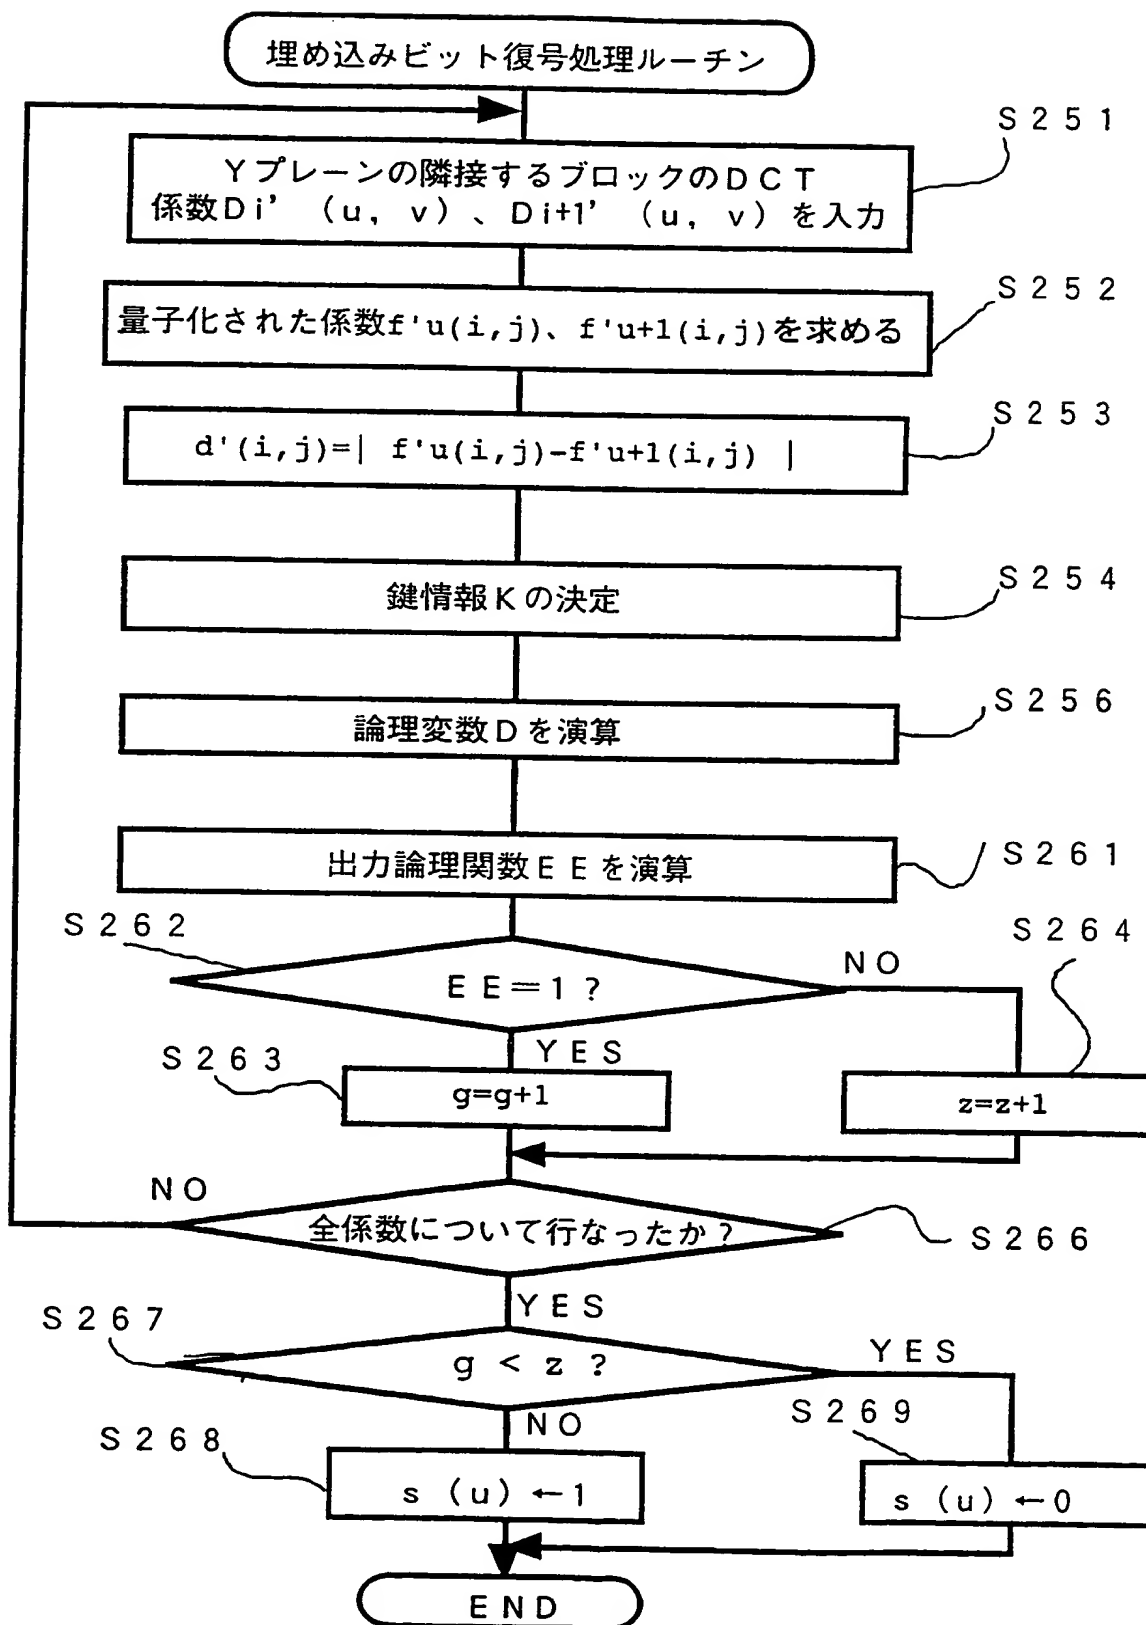 埋め込みビット復号処理ルーチン
S251
Yプレーンの隣接するブロックのDCT
係数Di’(u, v)、Di+1’(u, v)を入力
S252
量子化された係数f'u(i,j)、f'u+1(i,j)を求める
S253
d'(i,j)=| f'u(i,j)-f'u+1(i,j) |
S254
鍵情報Kの決定
S256
論理変数Dを演算
S261
出力論理関数EEを演算
S262
EE=1?
NO
S264
YES
S263
g=g+1
z=z+1
NO
全係数について行なったか?
S266
YES
S267
g < z ?
YES
NO
S269
S268
s (u) ←1
s (u) ←0
END